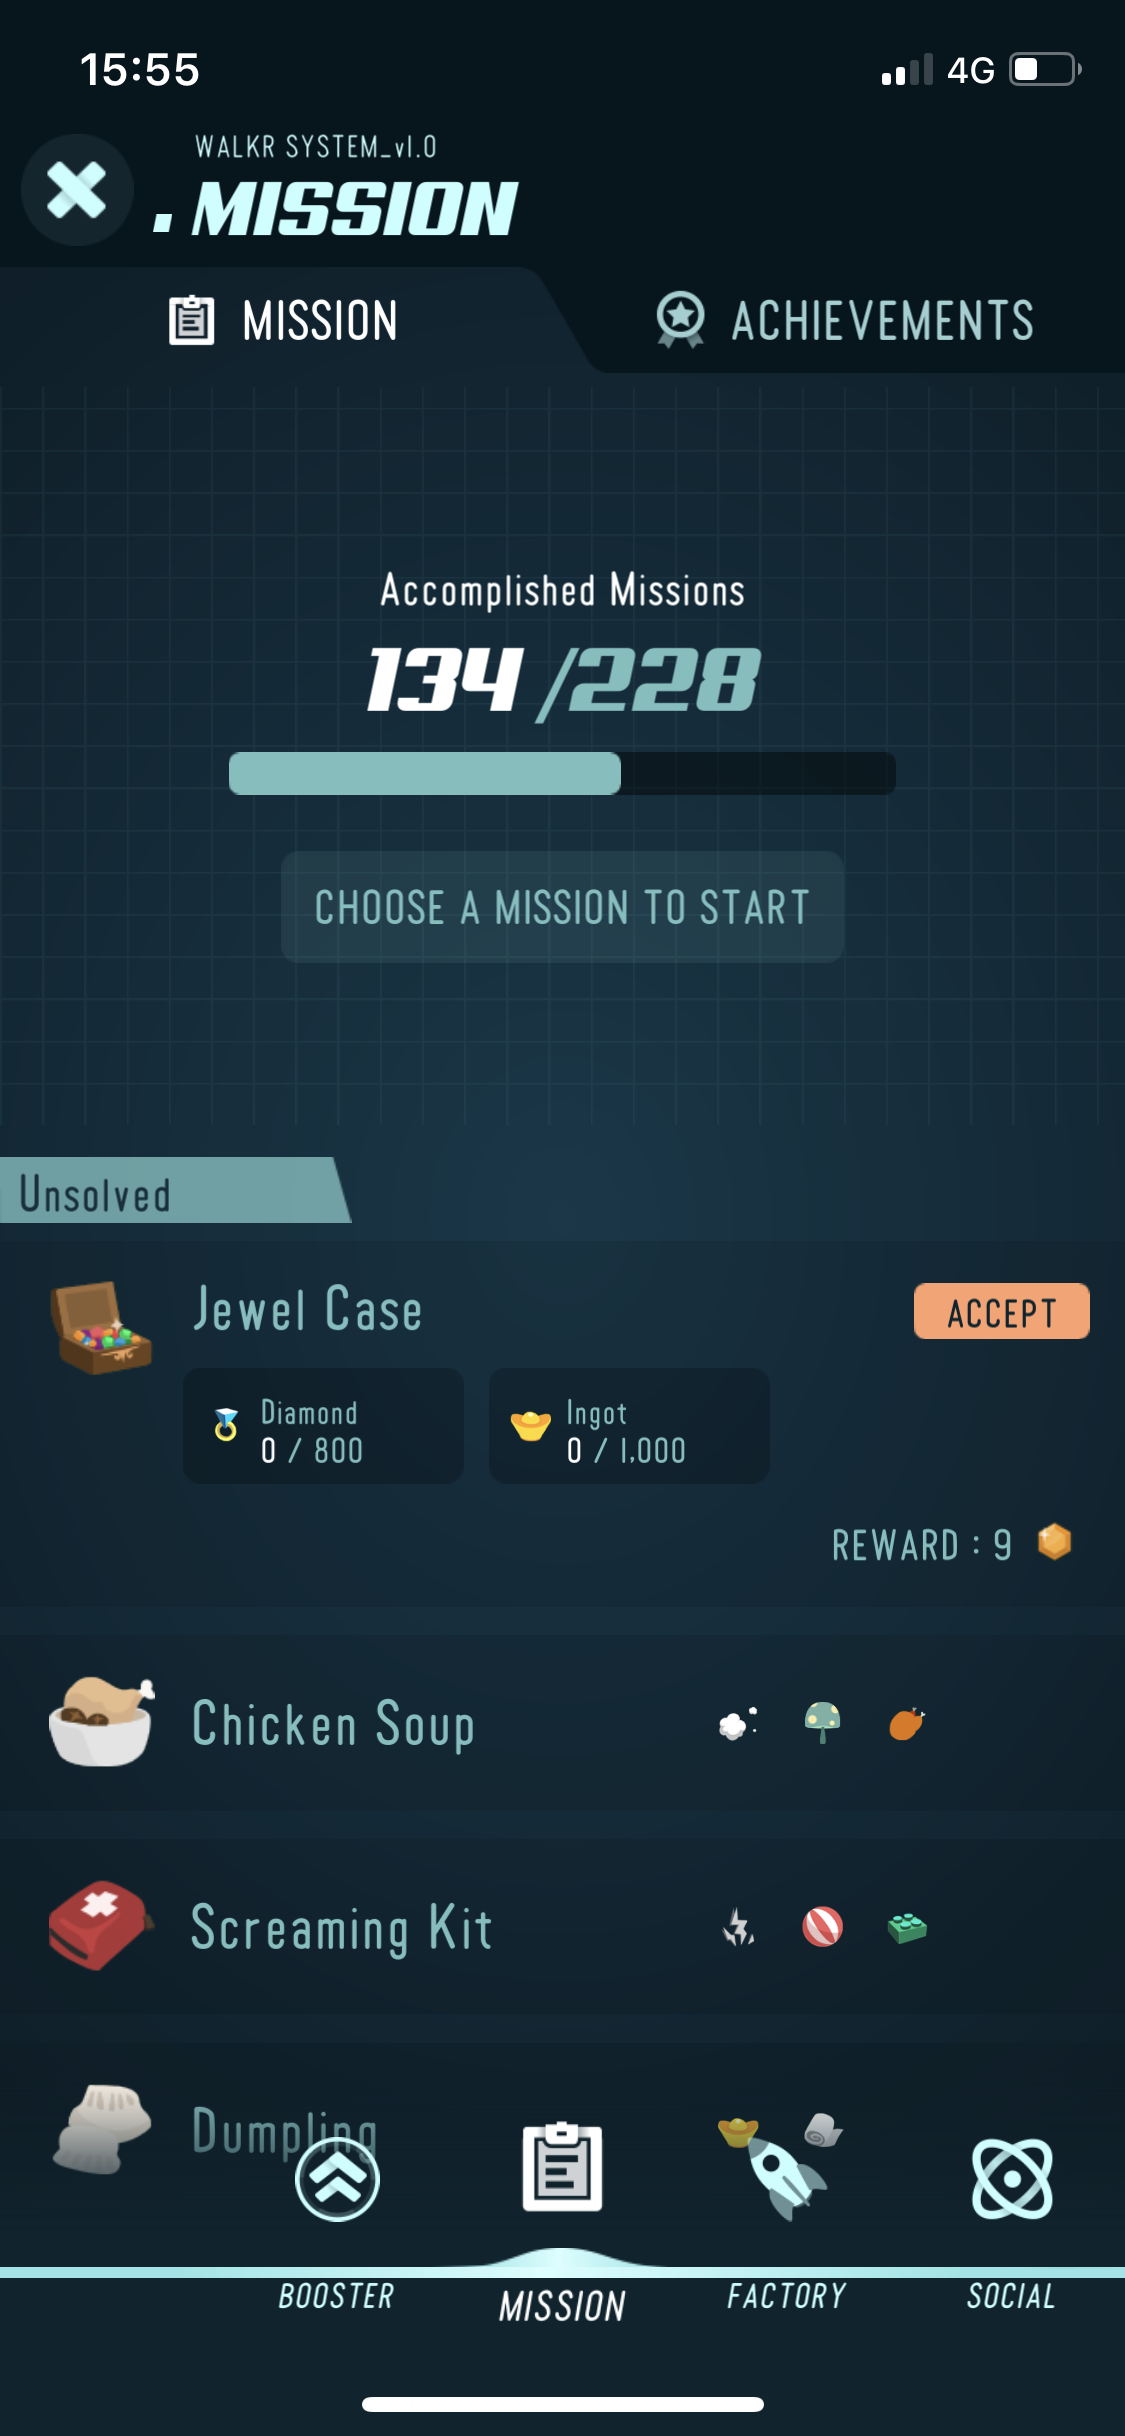 15:55
4G
WALKR SYSTEM_v1.0
. MISSION
MISSION
ACHIEVEMENTS
Accomplished Missions
134 /228
CHOOSE A MISSION TO START
Unsolved
Jewel Case
ACCEPT
Diamond
0 / 800
Ingot
0 / 1,000
REWARD : 9
Chicken Soup
Screaming Kit
Dumpling
BOOSTER
MISSION
FACTORY
SOCIAL